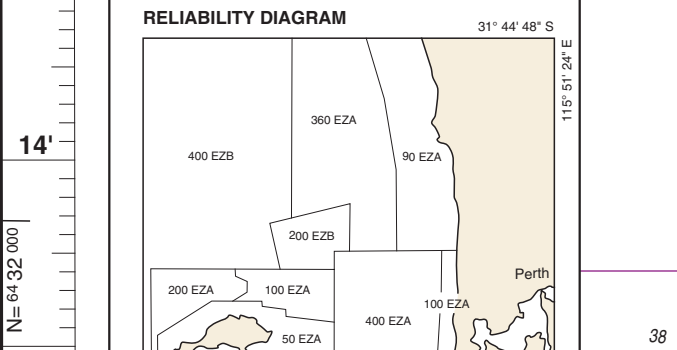 RELIABILITY DIAGRAM
31° 44' 48" S
115° 51' 24" E
360 EZA
14'
400 EZB
90 EZA
200 EZB
N= 64 32 000
Perth
200 EZA
100 EZA
100 EZA
400 EZA
50 EZA
38